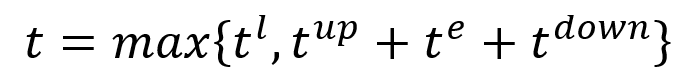 t = max{t^l, t^up + t^e + t^down}